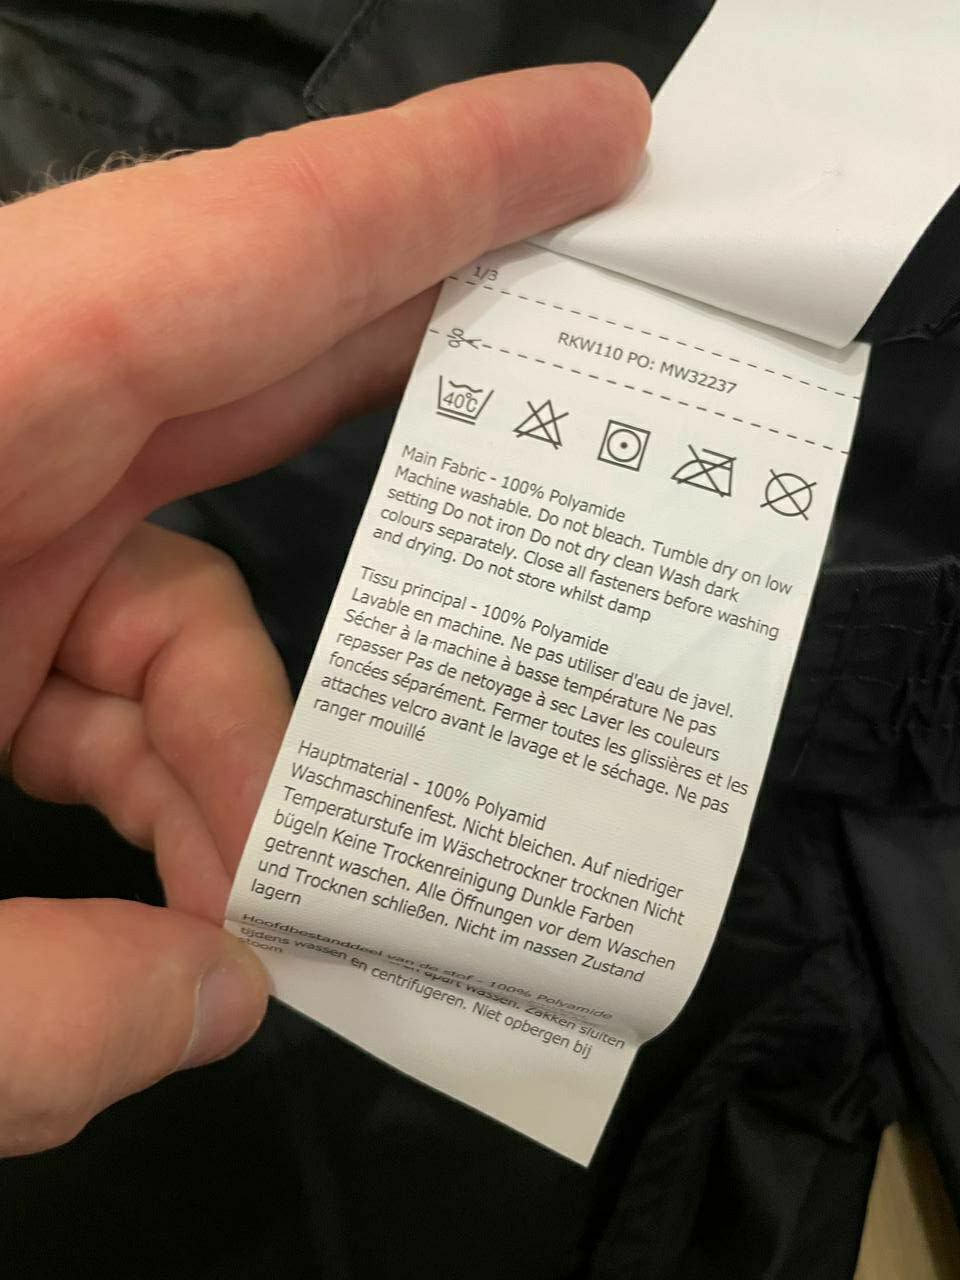 1/3
RKW110 PO: MW32237
40℃
Main Fabric - 100% Polyamide
Machine washable. Do not bleach. Tumble dry on low
setting Do not iron Do not dry clean Wash dark
colours separately. Close all fasteners before washing
and drying. Do not store whilst damp
Tissu principal - 100% Polyamide
Lavable en machine. Ne pas utiliser d'eau de javel.
Sécher à la machine à basse température Ne pas
repasser Pas de netoyage à sec Laver les couleurs
foncées séparément. Fermer toutes les glissières et les
attaches velcro avant le lavage et le séchage. Ne pas
ranger mouillé
Hauptmaterial - 100% Polyamid
Waschmaschinenfest. Nicht bleichen. Auf niedriger
Temperaturstufe im Wäschetrockner trocknen Nicht
bügeln Keine Trockenreinigung Dunkle Farben
getrennt waschen. Alle Öffnungen vor dem Waschen
und Trocknen schließen. Nicht im nassen Zustand
lagern
Hoofdbestanddeel van de stof - 100% Polyamide
apart wassen. Zakken sluiten
tijdens wassen en centrifugeren. Niet opbergen bij
stoom